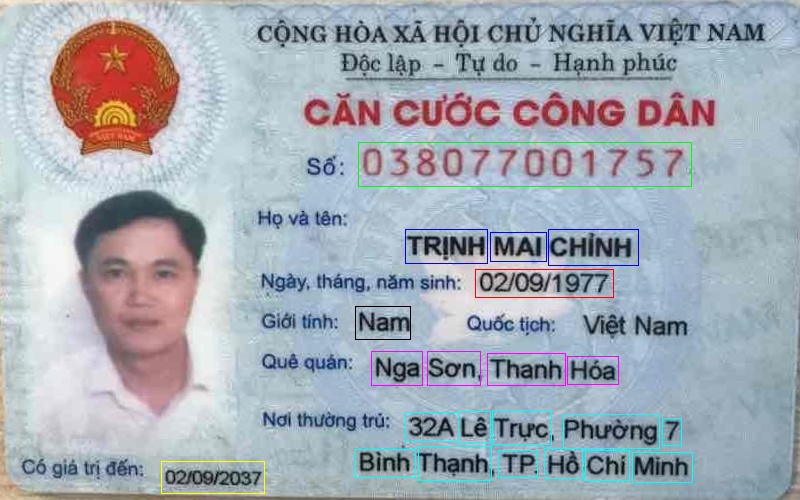 CỘNG HÒA XÃ HỘI CHỦ NGHĨA VIỆT NAM
Độc lập - Tự do - Hạnh phúc
CĂN CƯỚC CÔNG DÂN
Số: 038077001757
Họ và tên:
TRỊNH MAI CHỈNH
Ngày, tháng, năm sinh: 02/09/1977
Giới tính: Nam Quốc tịch: Việt Nam
Quê quán: Nga Sơn, Thanh Hóa
Nơi thường trú: 32A Lê Trực, Phường 7
Bình Thạnh, TP. Hồ Chí Minh
Có giá trị đến: 02/09/2037
VIỆT NAM